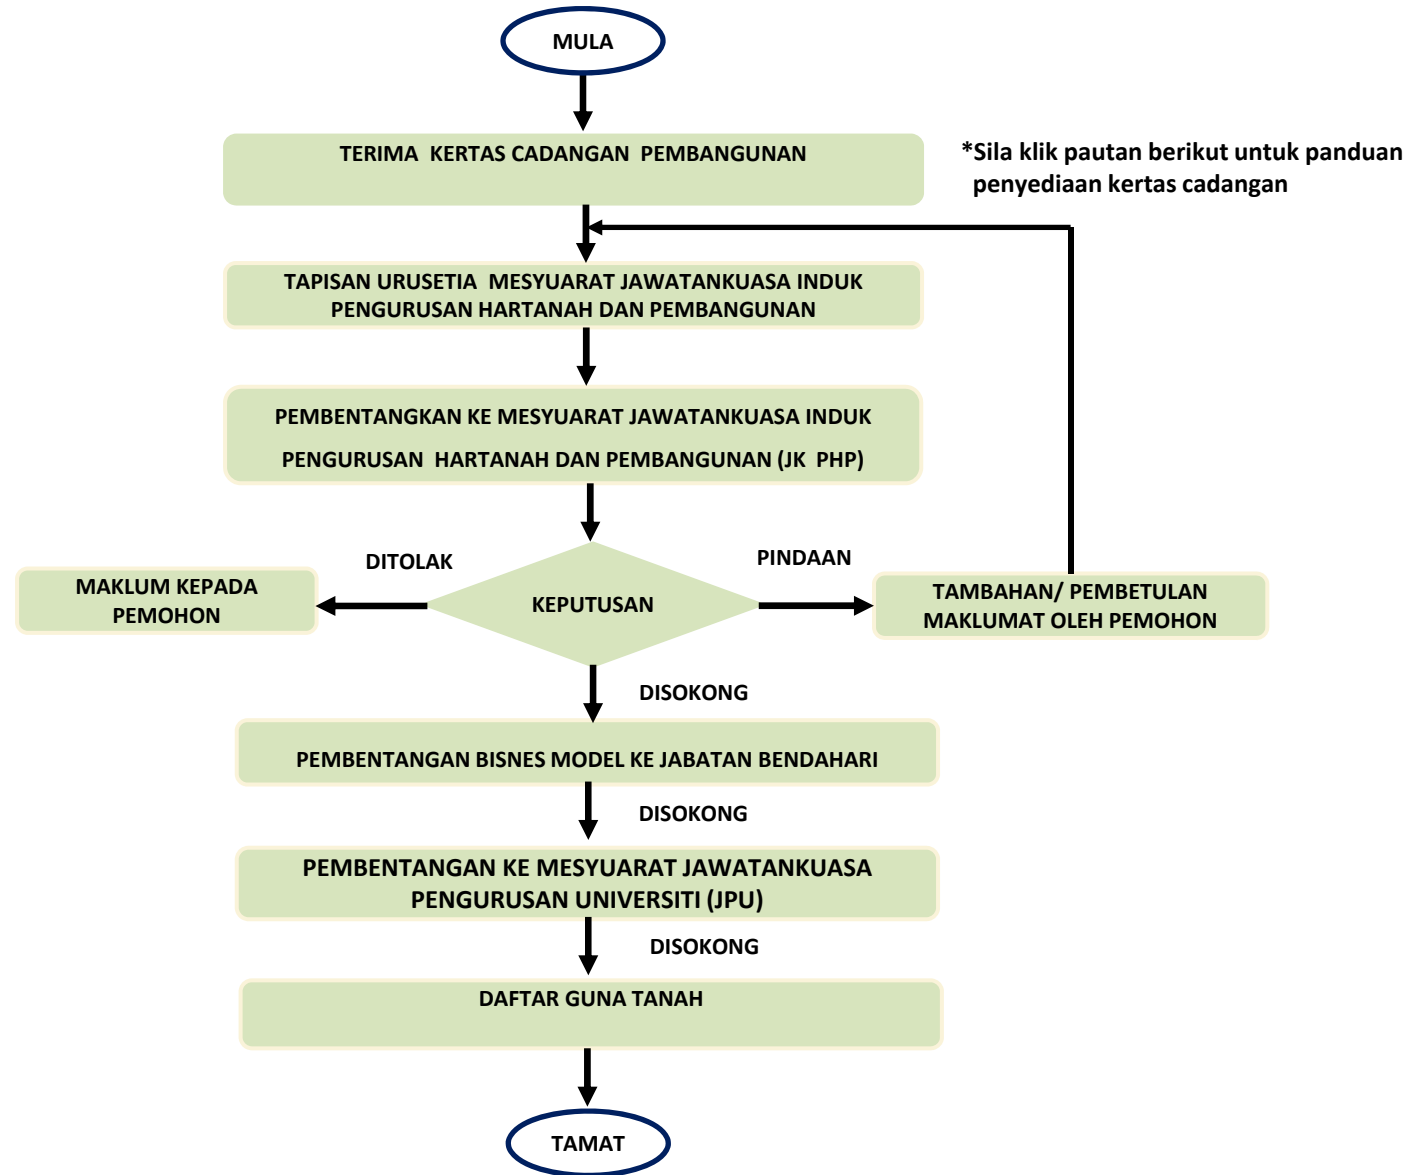 MULA
TERIMA KERTAS CADANGAN PEMBANGUNAN
*Sila klik pautan berikut untuk panduan
penyediaan kertas cadangan
TAPISAN URUSETIA MESYUARAT JAWATANKUASA INDUK
PENGURUSAN HARTANAH DAN PEMBANGUNAN
PEMBENTANGKAN KE MESYUARAT JAWATANKUASA INDUK
PENGURUSAN HARTANAH DAN PEMBANGUNAN (JK PHP)
DITOLAK
PINDAAN
MAKLUM KEPADA
PEMOHON
KEPUTUSAN
TAMBAHAN/ PEMBETULAN
MAKLUMAT OLEH PEMOHON
DISOKONG
PEMBENTANGAN BISNES MODEL KE JABATAN BENDAHARI
DISOKONG
PEMBENTANGAN KE MESYUARAT JAWATANKUASA
PENGURUSAN UNIVERSITI (JPU)
DISOKONG
DAFTAR GUNA TANAH
TAMAT